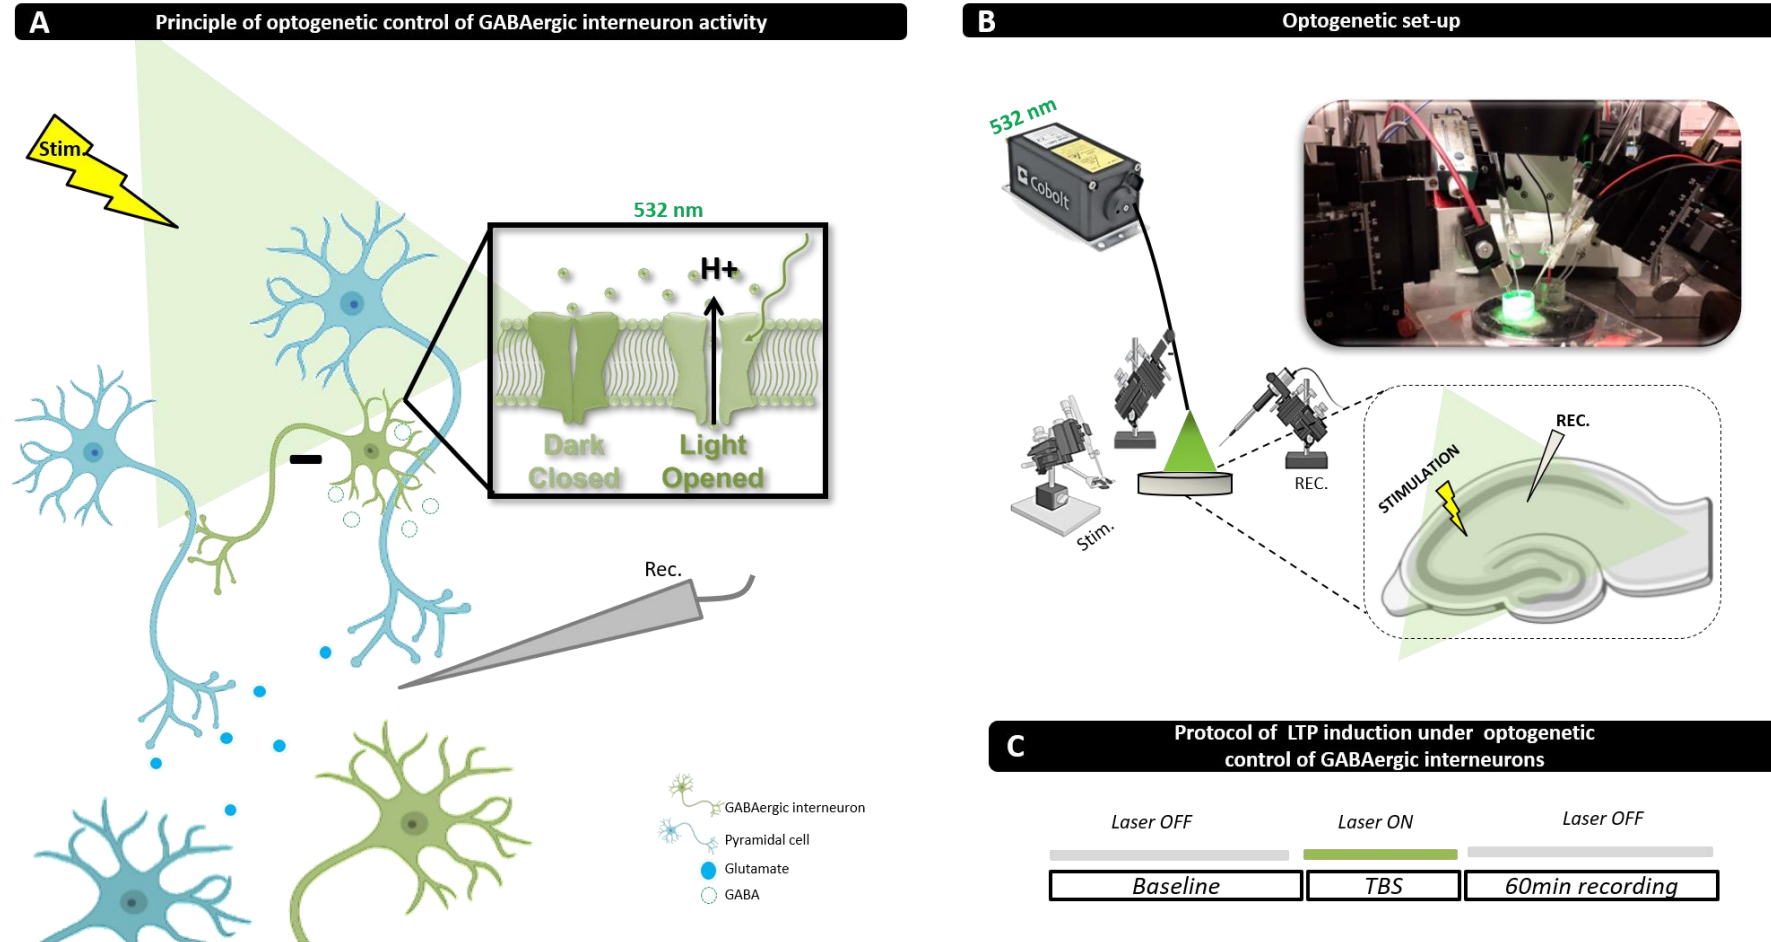 A
Principle of optogenetic control of GABAergic interneuron activity
Stim.
532 nm
H+
Dark
Closed
Light
Opened
Rec.
GABAergic interneuron
Pyramidal cell
Glutamate
GABA
B
Optogenetic set-up
532 nm
Cobolt
Stim.
REC.
REC.
STIMULATION
C
Protocol of LTP induction under optogenetic
control of GABAergic interneurons
Laser OFF
Laser ON
Laser OFF
Baseline
TBS
60min recording